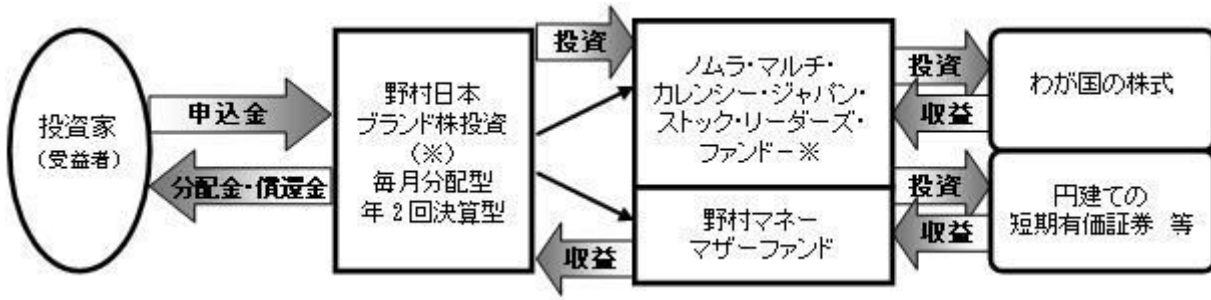 投資家
（受益者）
申込金
分配金・償還金
野村日本
ブランド株投資
（※）
毎月分配型
年２回決算型
投資
収益
ノムラ・マルチ・
カレンシー・ジャパン・
ストック・リーダーズ・
ファンド－※
野村マネー
マザーファンド
投資
収益
投資
収益
わが国の株式
円建ての
短期有価証券　等